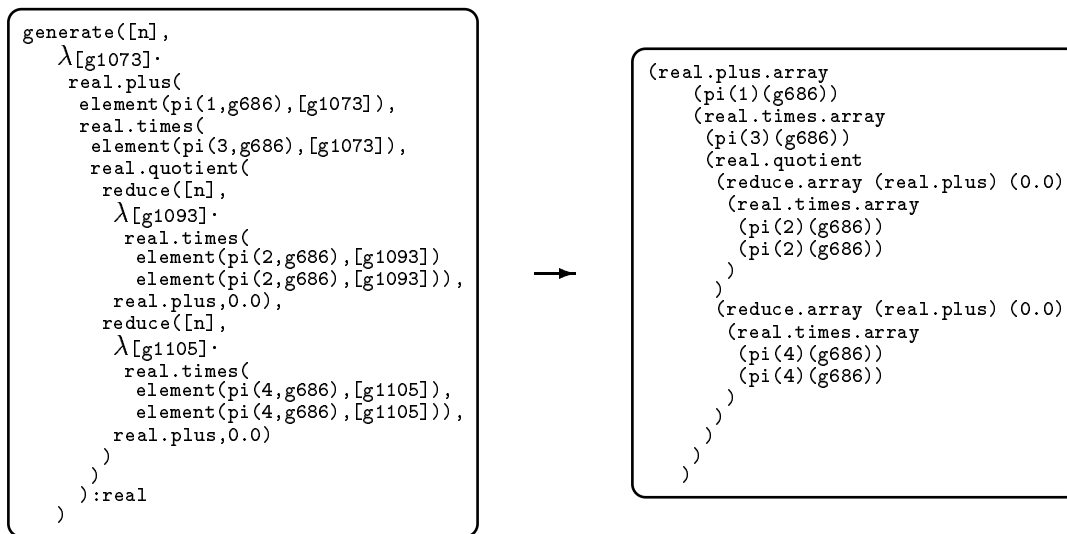 generate([n],
λ[g1073]·
real.plus(
element(pi(1,g686),[g1073]),
real.times(
element(pi(3,g686),[g1073]),
real.quotient(
reduce([n],
λ[g1093]·
real.times(
element(pi(2,g686),[g1093])
element(pi(2,g686),[g1093])),
real.plus,0.0),
reduce([n],
λ[g1105]·
real.times(
element(pi(4,g686),[g1105]),
element(pi(4,g686),[g1105])),
real.plus,0.0)
)
)
):real
)
(real.plus.array
(pi(1)(g686))
(real.times.array
(pi(3)(g686))
(real.quotient
(reduce.array (real.plus) (0.0)
(real.times.array
(pi(2)(g686))
(pi(2)(g686))
)
)
(reduce.array (real.plus) (0.0)
(real.times.array
(pi(4)(g686))
(pi(4)(g686))
)
)
)
)
)